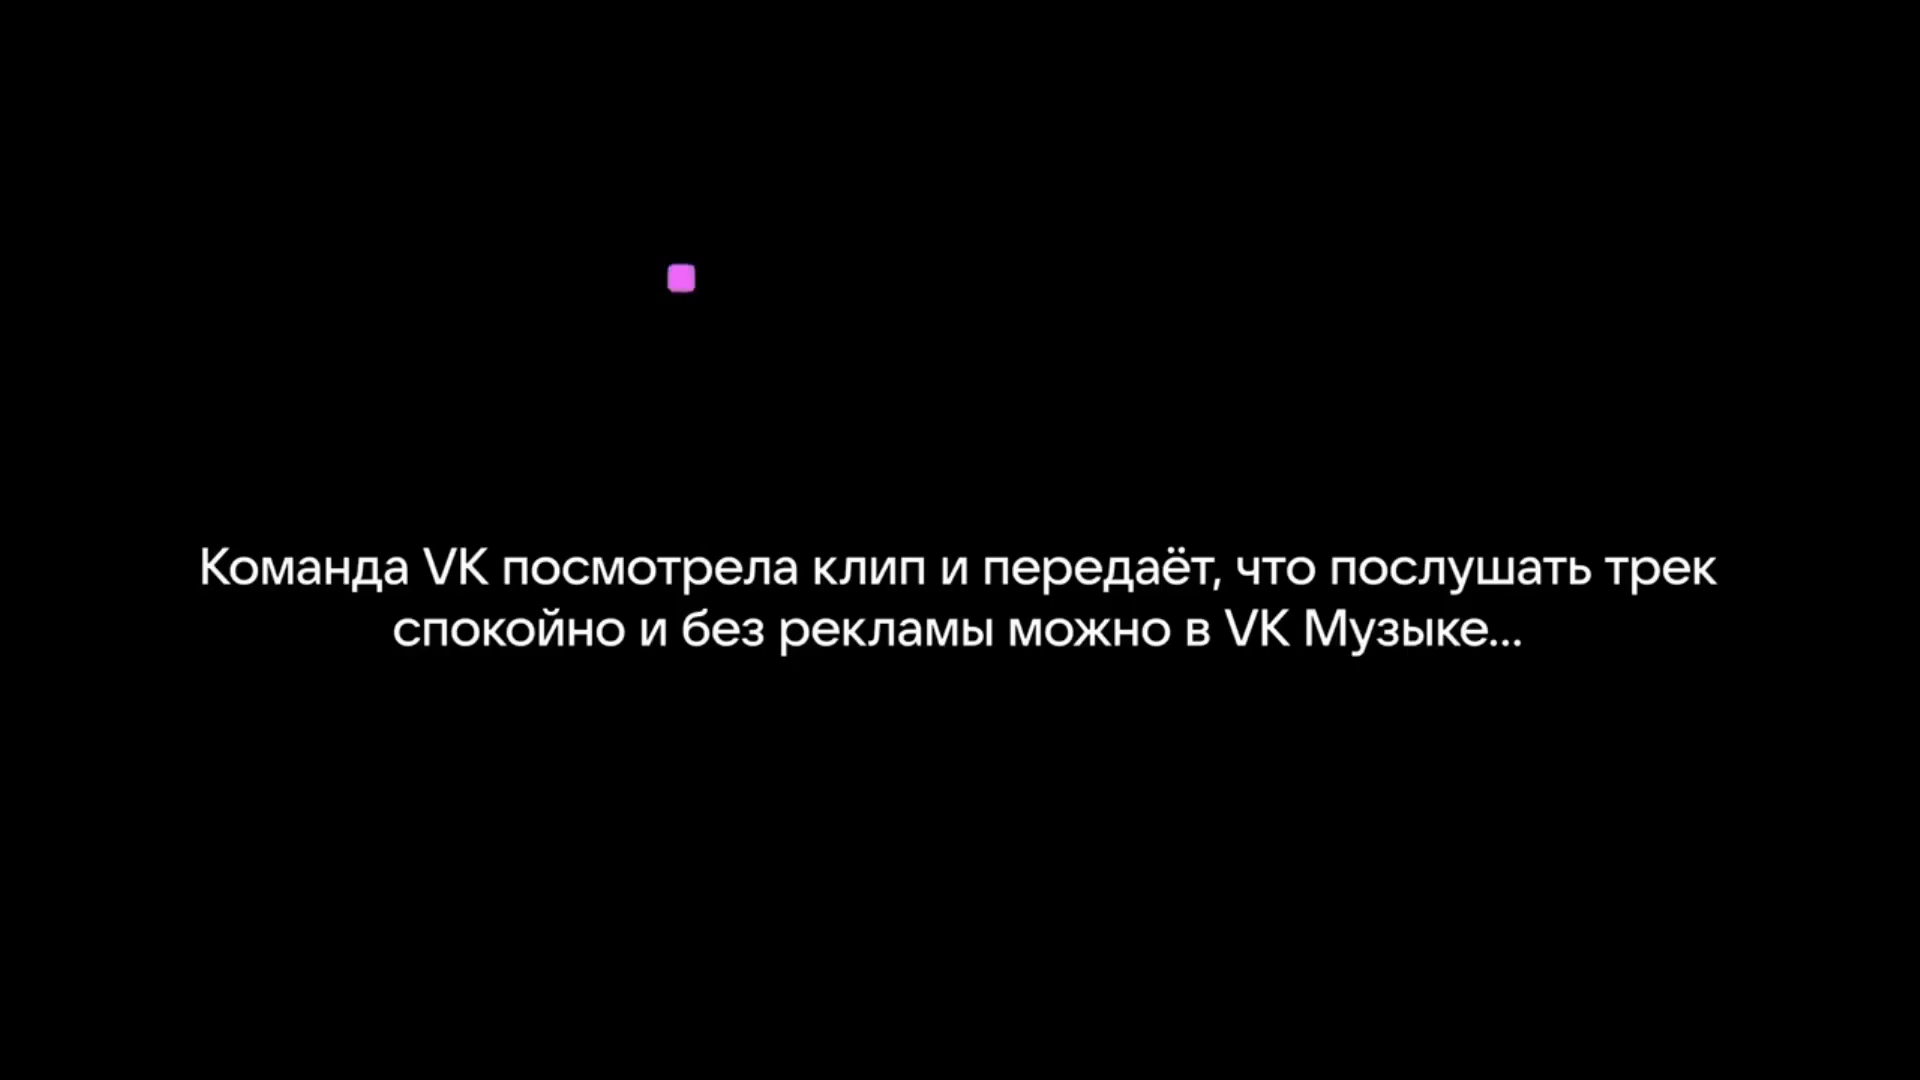 Команда VK посмотрела клип и передаёт, что послушать трек
спокойно и без рекламы можно в VK Музыке...